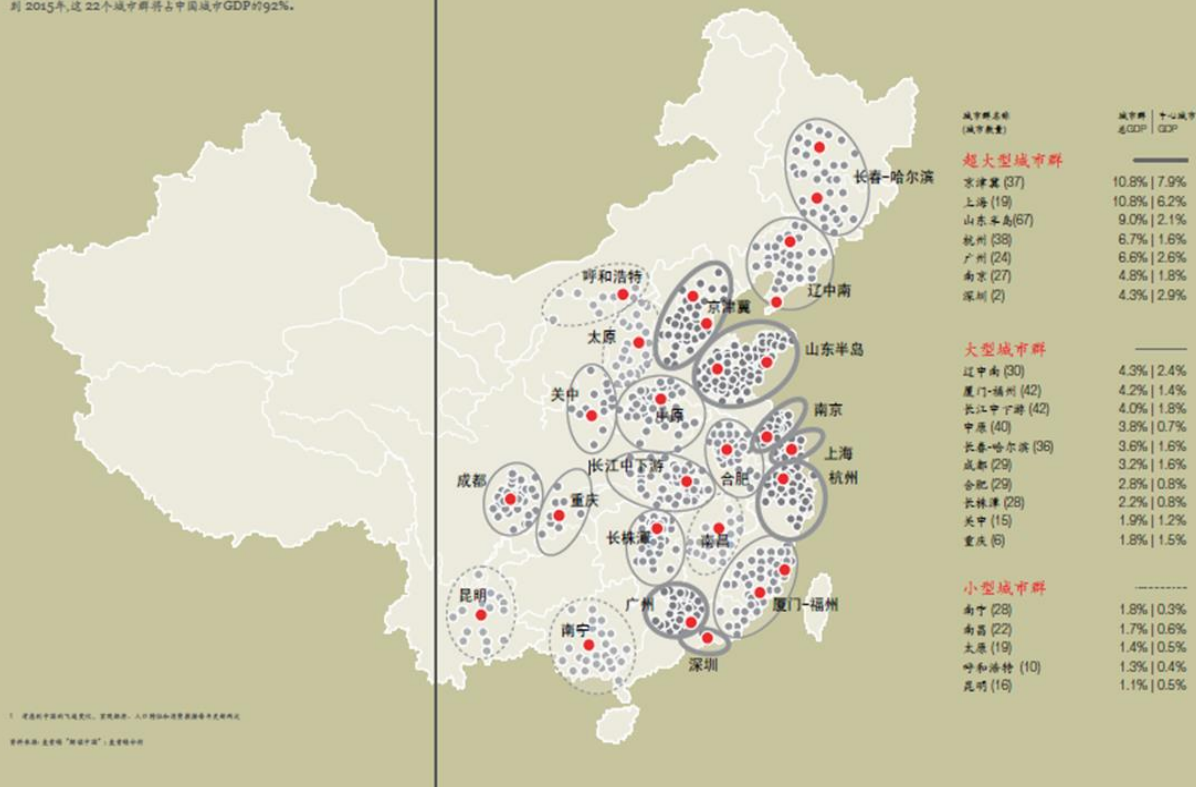 到 2015年,这 22个城市群将占中国城市GDP的92%。
长春-哈尔滨
辽中南
呼和浩特
京津冀
太原
山东半岛
关中
中原
南京
上海
长江中下游
合肥
杭州
成都
重庆
长株潭
南昌
昆明
广州
厦门-福州
南宁
深圳
城市群名称 城市群 | 中心城市
(城市数量) 总GDP | GDP
超大型城市群
京津冀 (37) 10.8% | 7.9%
上海 (19) 10.8% | 6.2%
山东半岛(67) 9.0% | 2.1%
杭州 (38) 6.7% | 1.6%
广州 (24) 6.6% | 2.6%
南京 (27) 4.8% | 1.8%
深圳 (2) 4.3% | 2.9%
大型城市群
辽中南 (30) 4.3% | 2.4%
厦门-福州 (42) 4.2% | 1.4%
长江中下游 (42) 4.0% | 1.8%
中原 (40) 3.8% | 0.7%
长春-哈尔滨 (36) 3.6% | 1.6%
成都 (29) 3.2% | 1.6%
合肥 (29) 2.8% | 0.8%
长株潭 (28) 2.2% | 0.8%
关中 (15) 1.9% | 1.2%
重庆 (6) 1.8% | 1.5%
小型城市群
南宁 (28) 1.8% | 0.3%
南昌 (22) 1.7% | 0.6%
太原 (19) 1.4% | 0.5%
呼和浩特 (10) 1.3% | 0.4%
昆明 (16) 1.1% | 0.5%